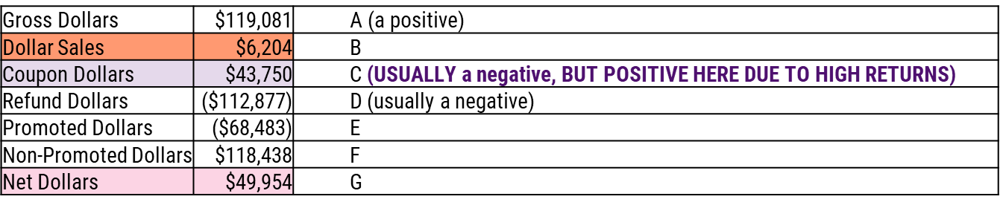 Gross Dollars $119,081 A (a positive)
Dollar Sales $6,204 B
Coupon Dollars $43,750 C (USUALLY a negative, BUT POSITIVE HERE DUE TO HIGH RETURNS)
Refund Dollars ($112,877) D (usually a negative)
Promoted Dollars ($68,483) E
Non-Promoted Dollars $118,438 F
Net Dollars $49,954 G